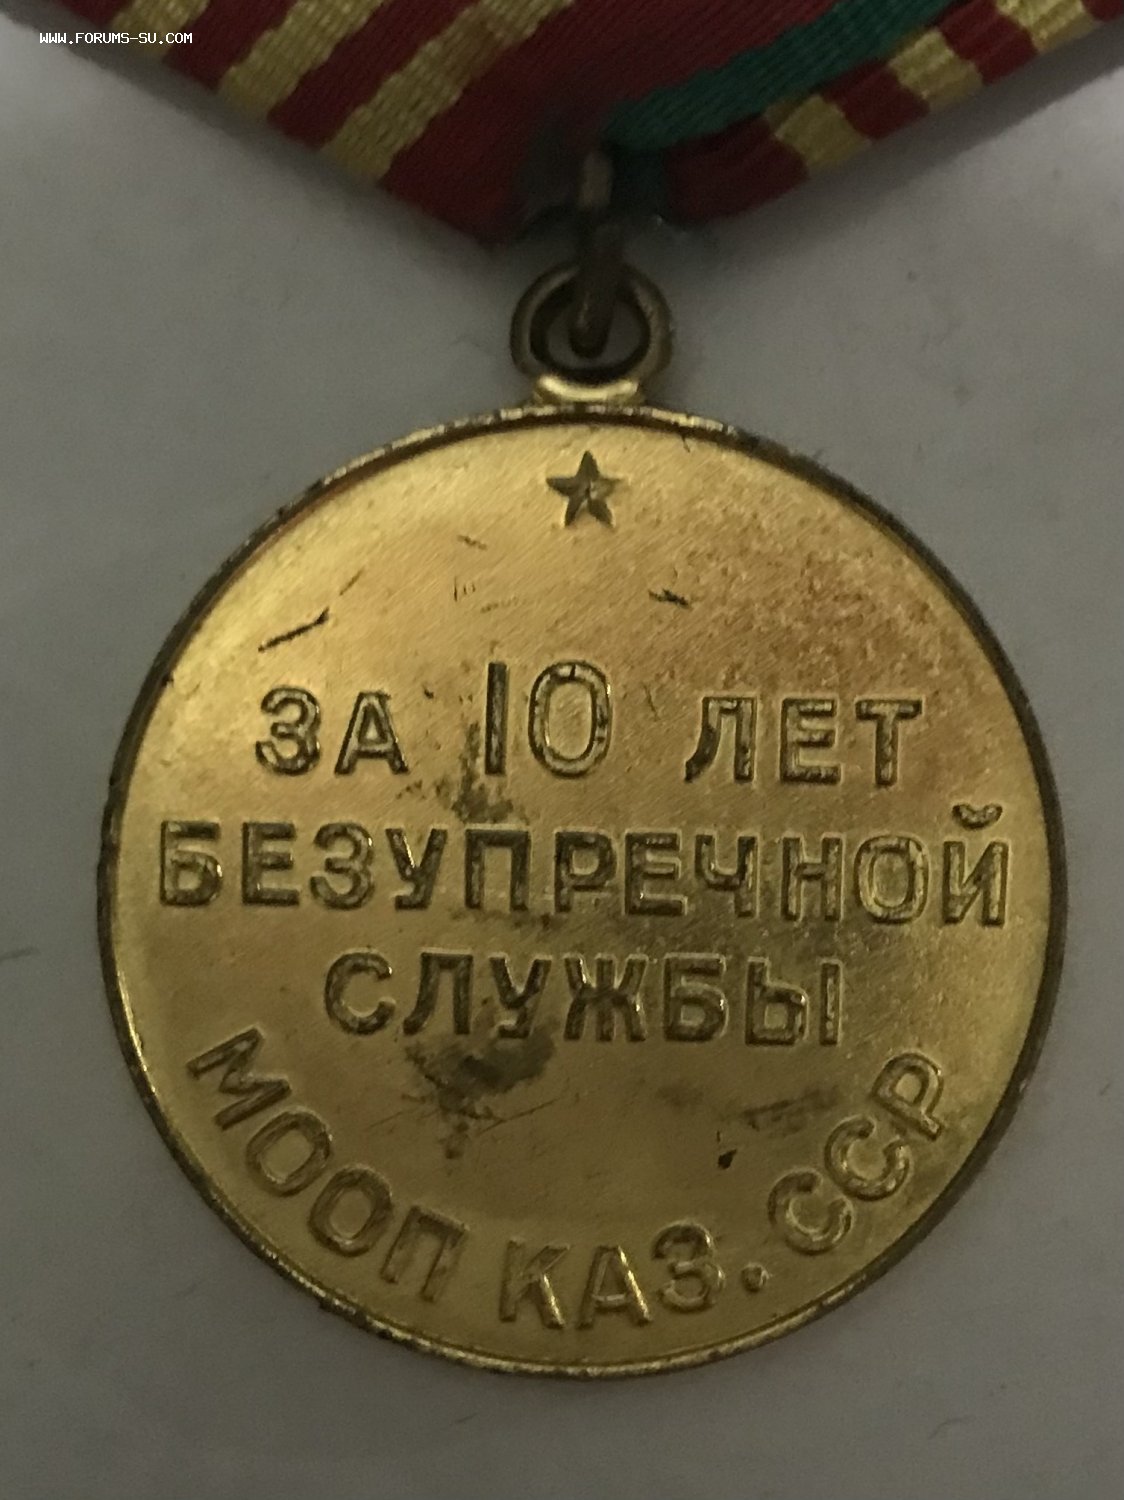 WWW.FORUMS-SU.COM
ЗА 10 ЛЕТ
БЕЗУПРЕЧНОЙ
СЛУЖБЫ
МООП КАЗ. ССР